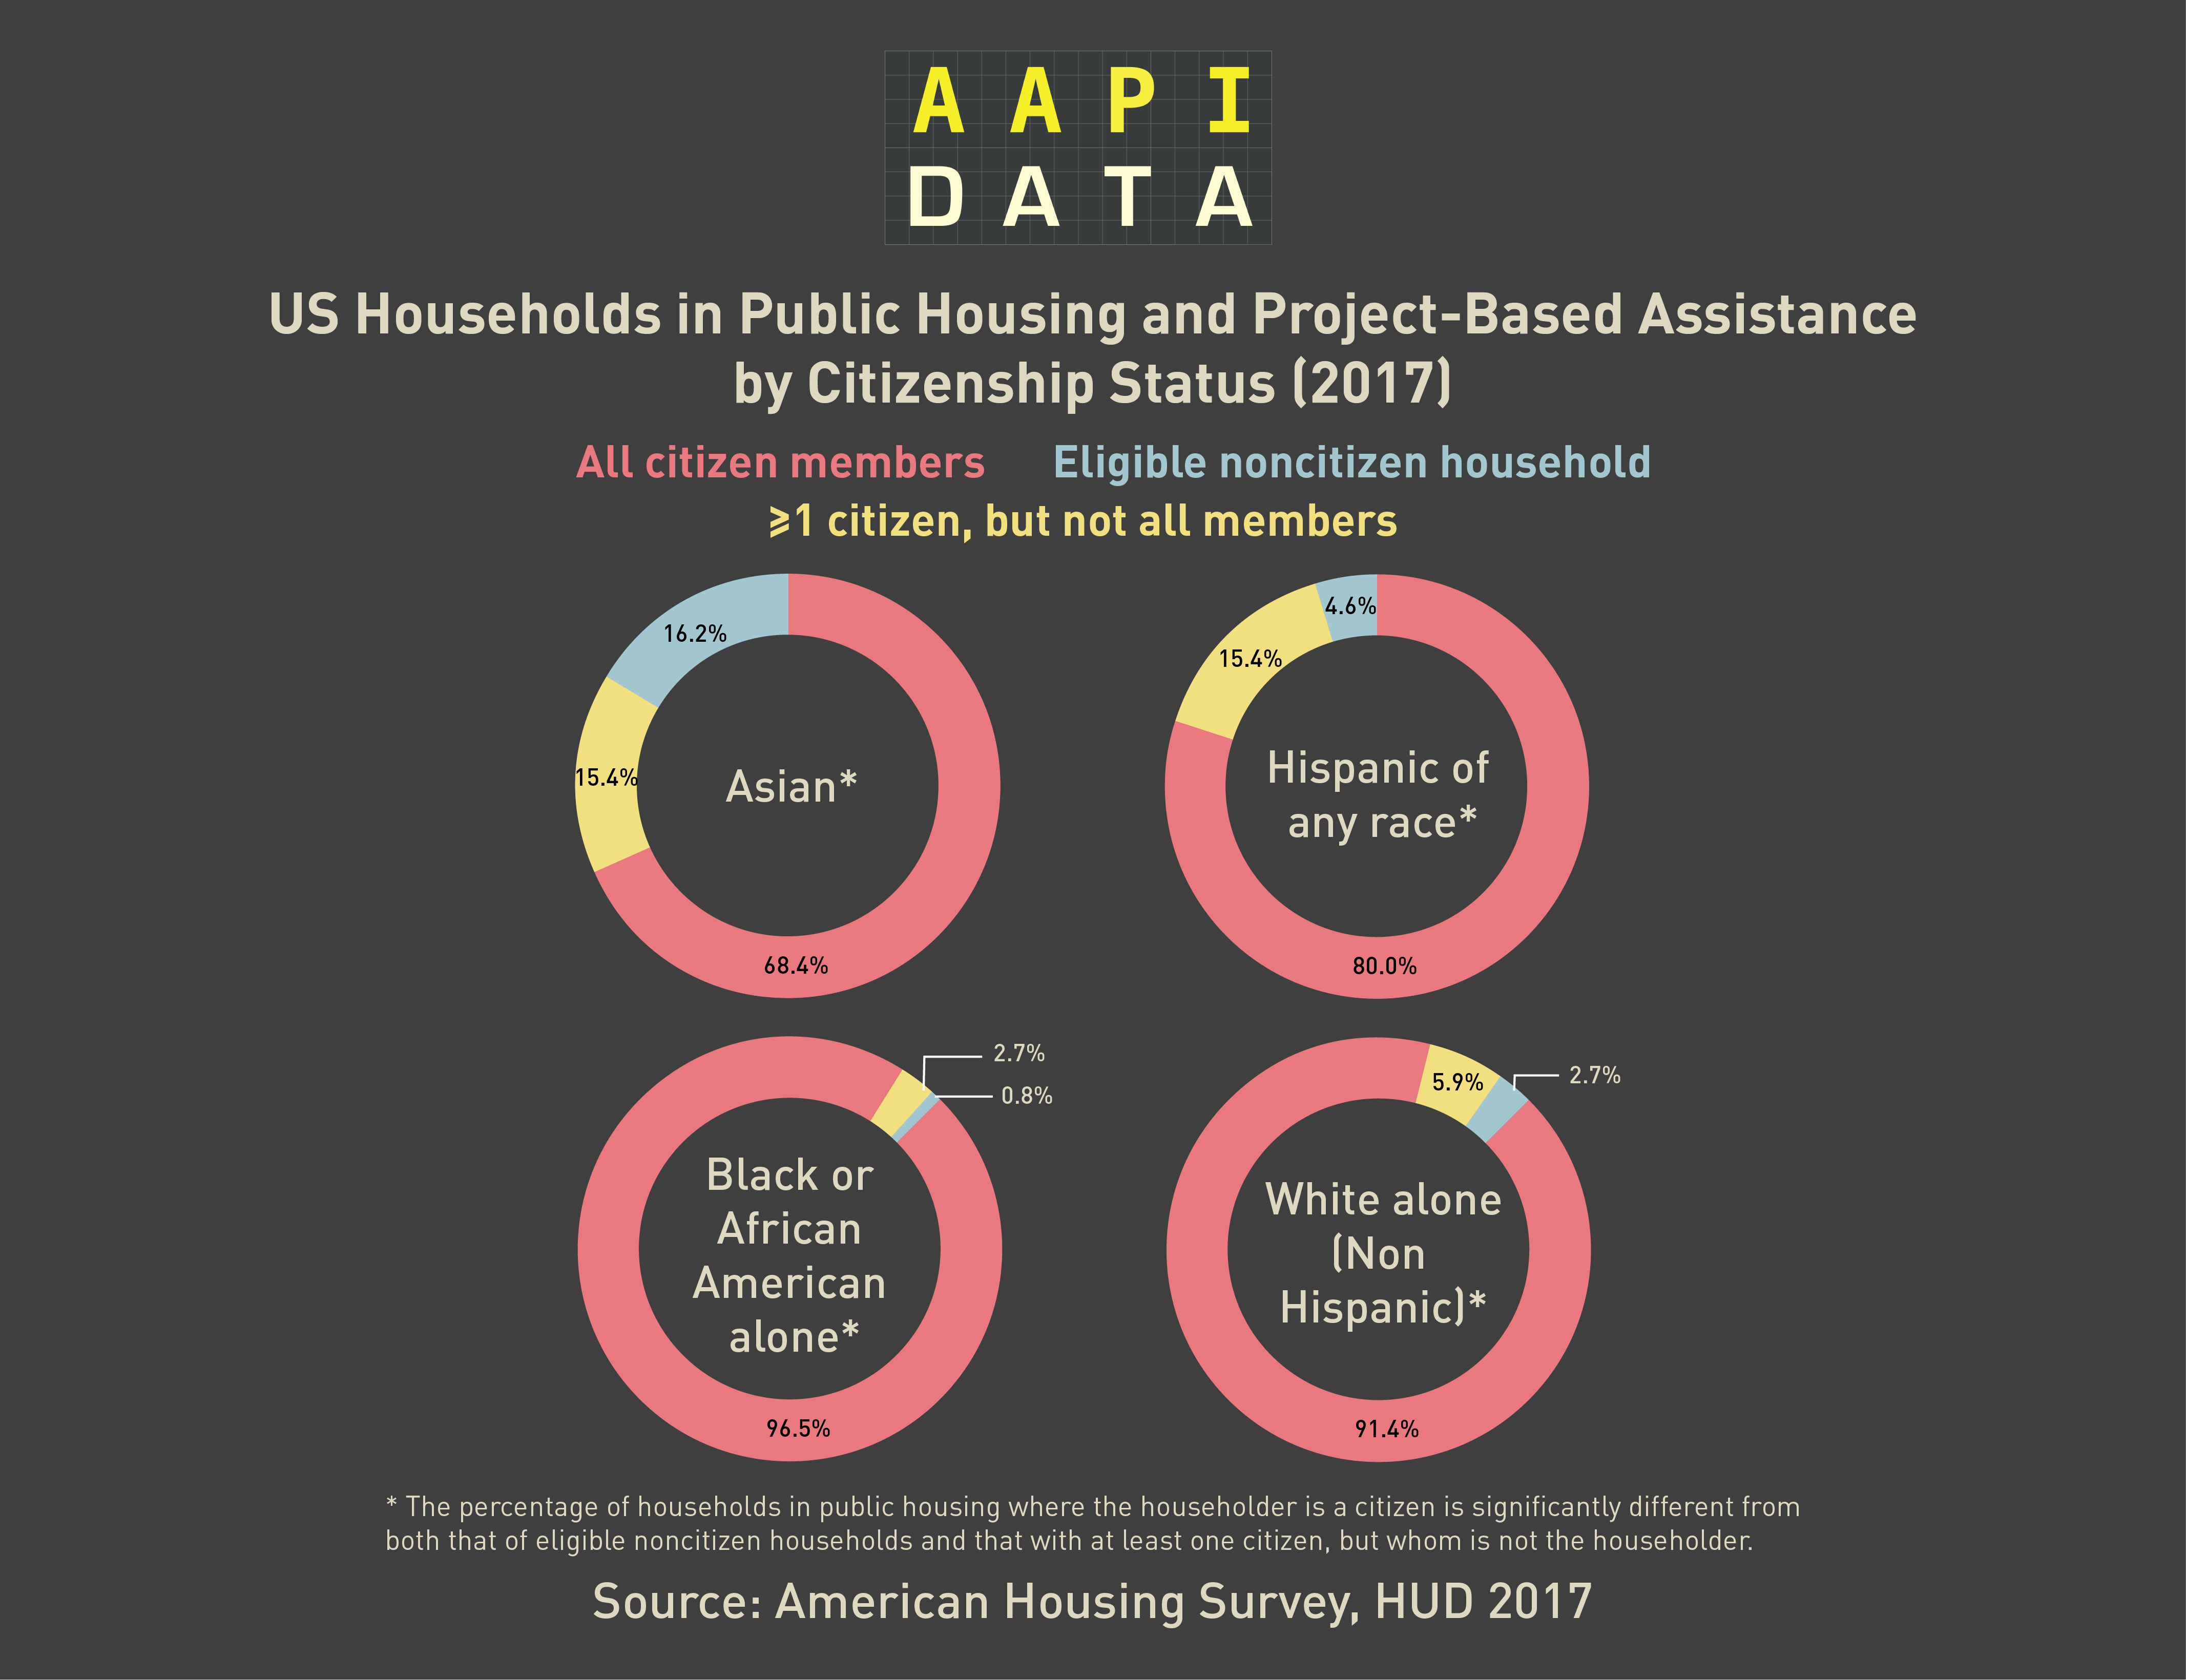 AAPI
DATA
US Households in Public Housing and Project-Based Assistance
by Citizenship Status (2017)
All citizen members Eligible noncitizen household
⩾1 citizen, but not all members
16.2%
15.4%
Asian*
68.4%
4.6%
15.4%
Hispanic of
any race*
80.0%
2.7%
0.8%
Black or
African
American
alone*
96.5%
5.9%
2.7%
White alone
(Non
Hispanic)*
91.4%
* The percentage of households in public housing where the householder is a citizen is significantly different from
both that of eligible noncitizen households and that with at least one citizen, but whom is not the householder.
Source: American Housing Survey, HUD 2017